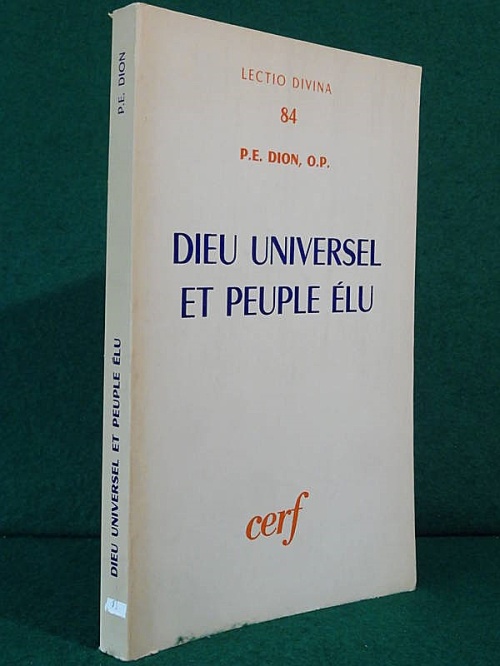 LECTIO DIVINA
84
P.E. DION, O.P.
DIEU UNIVERSEL
ET PEUPLE ÉLU
cerf
P.E. DION
DIEU UNIVERSEL ET PEUPLE ÉLU